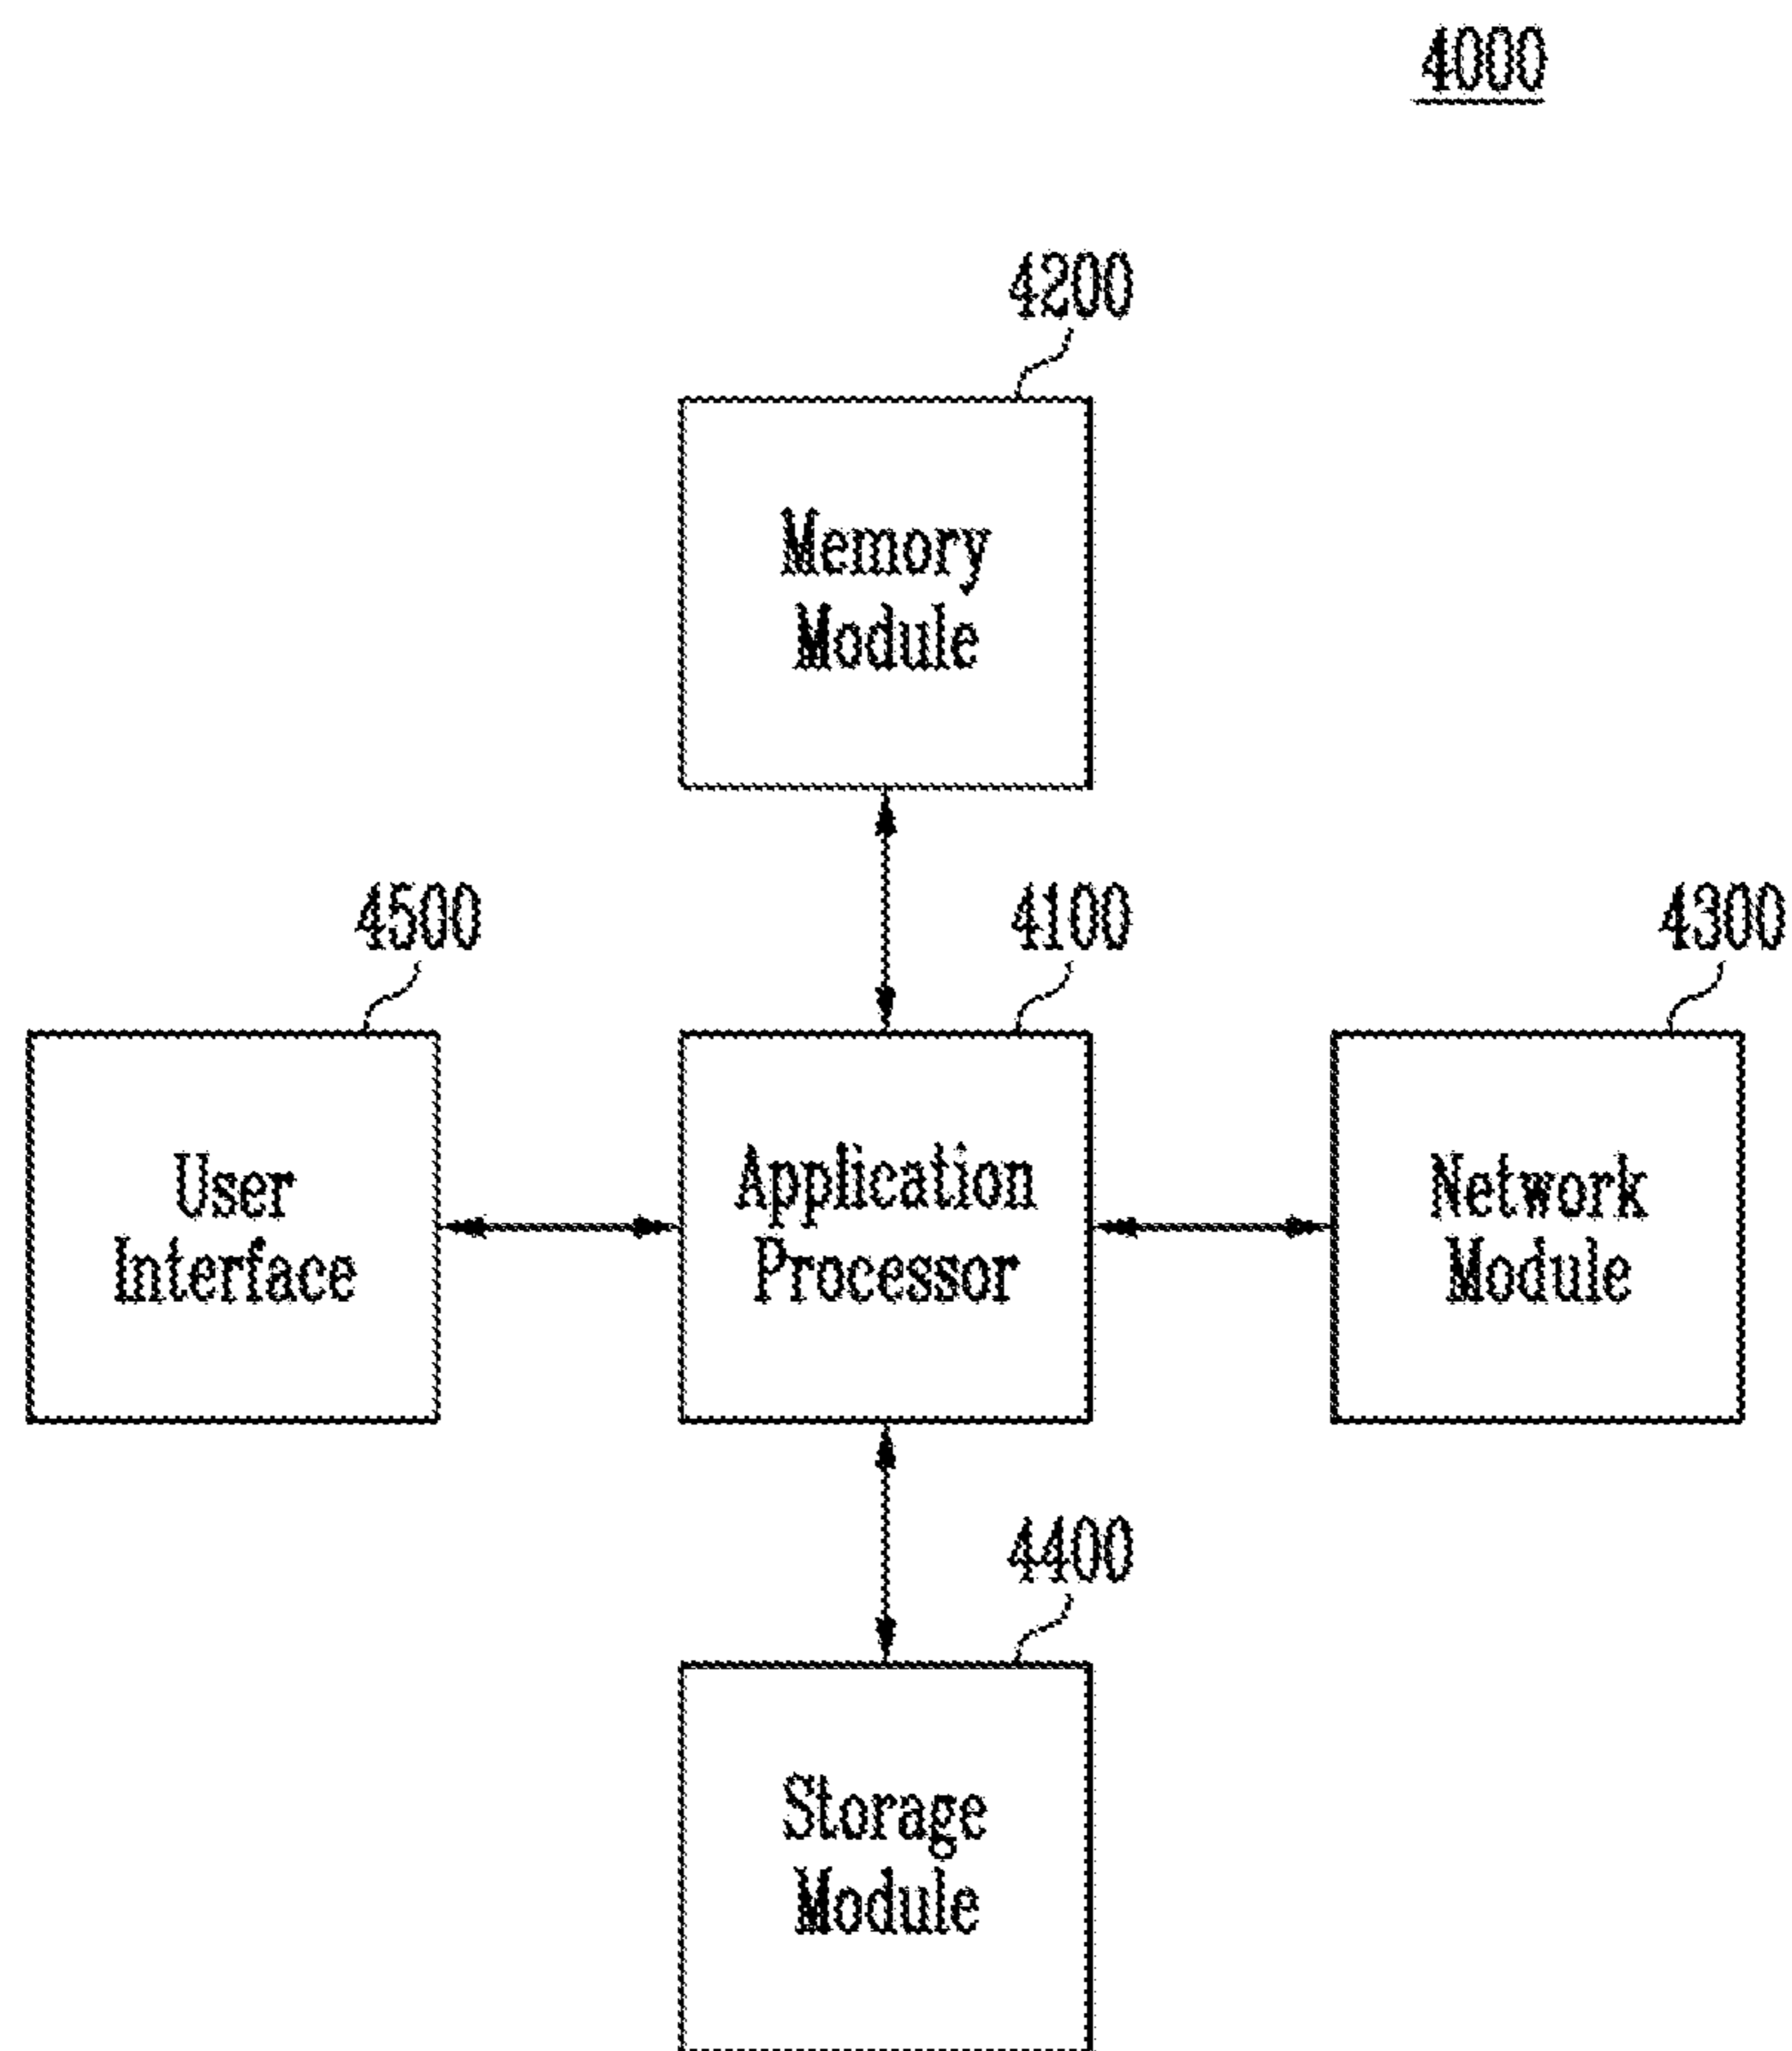 4000
4200
Memory
Module
4500
4100
4300
User
Interface
Application
Processor
Network
Module
4400
Storage
Module